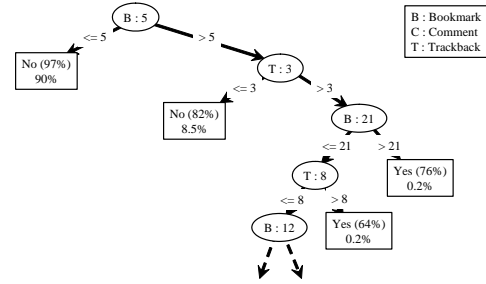 B : 5
B : Bookmark
C : Comment
T : Trackback
<= 5
> 5
No (97%)
90%
T : 3
<= 3
> 3
No (82%)
8.5%
B : 21
<= 21
> 21
T : 8
Yes (76%)
0.2%
<= 8
> 8
B : 12
Yes (64%)
0.2%